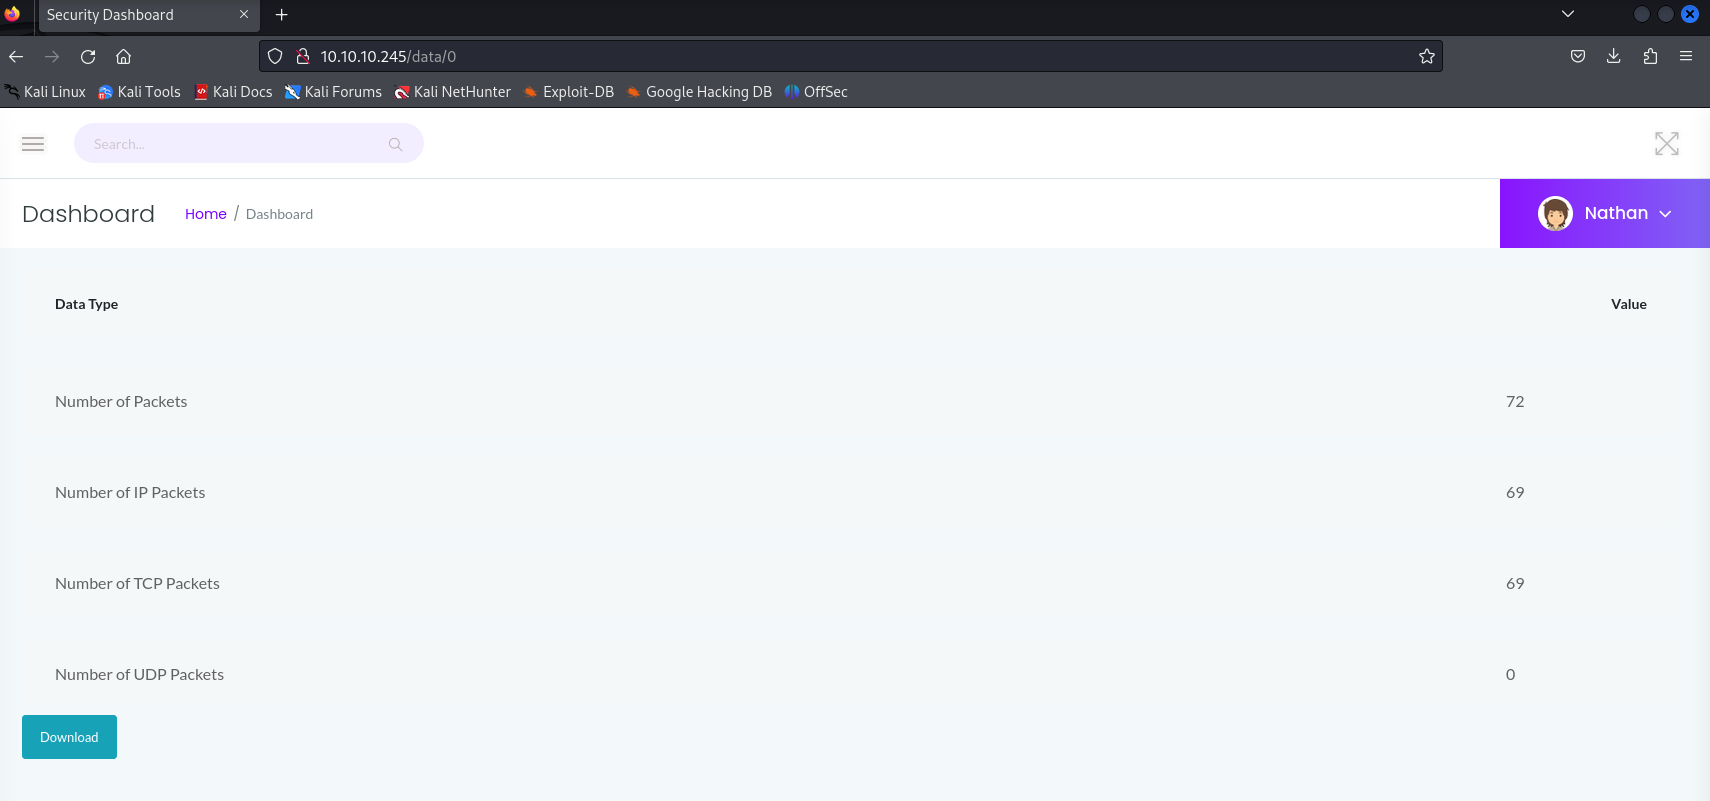 Security Dashboard
10.10.10.245/data/0
Kali Linux Kali Tools Kali Docs Kali Forums Kali NetHunter Exploit-DB Google Hacking DB OffSec
Search...
Dashboard Home / Dashboard Nathan
Data Type Value
Number of Packets 72
Number of IP Packets 69
Number of TCP Packets 69
Number of UDP Packets 0
Download